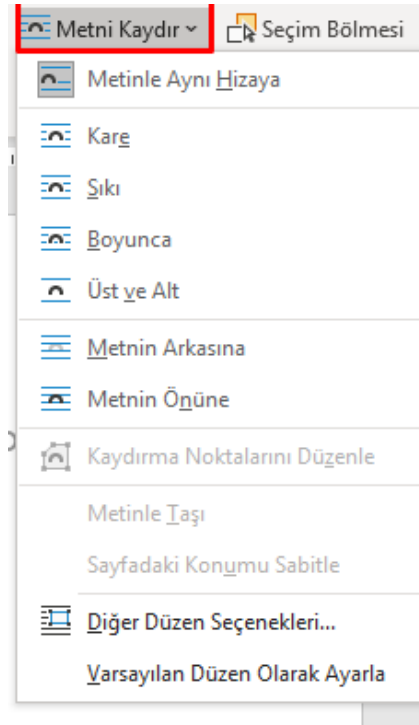 Metni Kaydır Seçim Bölmesi
Metinle Aynı Hizaya
Kare
Sıkı
Boyunca
Üst ve Alt
Metnin Arkasına
Metnin Önüne
Kaydırma Noktalarını Düzenle
Metinle Taşı
Sayfadaki Konumu Sabitle
Diğer Düzen Seçenekleri...
Varsayılan Düzen Olarak Ayarla